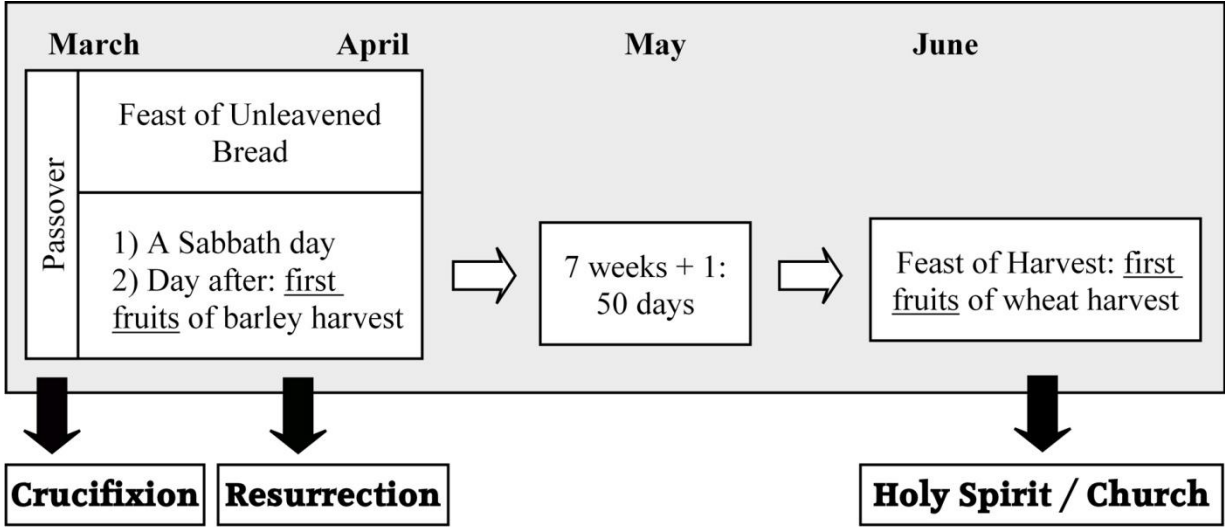 March April May June
Passover
Feast of Unleavened
Bread
1) A Sabbath day
2) Day after: first
fruits of barley harvest
7 weeks + 1:
50 days
Feast of Harvest: first
fruits of wheat harvest
Crucifixion
Resurrection
Holy Spirit / Church